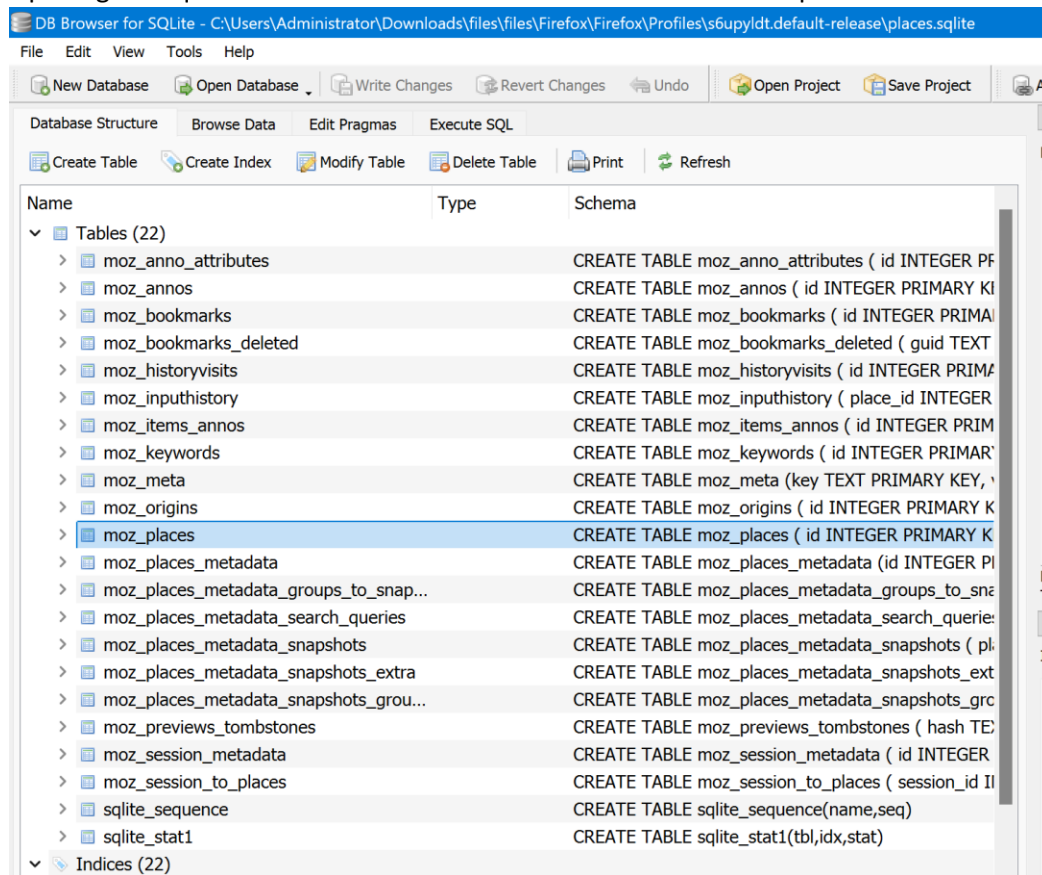 DB Browser for SQLite - C:\Users\Administrator\Downloads\files\files\Firefox\Firefox\Profiles\s6upyldt.default-release\places.sqlite
File Edit View Tools Help
New Database Open Database Write Changes Revert Changes Undo Open Project Save Project A
Database Structure Browse Data Edit Pragmas Execute SQL
Create Table Create Index Modify Table Delete Table Print Refresh
Name Type Schema
Tables (22)
moz_anno_attributes CREATE TABLE moz_anno_attributes ( id INTEGER PR
moz_annos CREATE TABLE moz_annos ( id INTEGER PRIMARY KE
moz_bookmarks CREATE TABLE moz_bookmarks ( id INTEGER PRIMA
moz_bookmarks_deleted CREATE TABLE moz_bookmarks_deleted ( guid TEXT
moz_historyvisits CREATE TABLE moz_historyvisits ( id INTEGER PRIMA
moz_inputhistory CREATE TABLE moz_inputhistory ( place_id INTEGER
moz_items_annos CREATE TABLE moz_items_annos ( id INTEGER PRIM
moz_keywords CREATE TABLE moz_keywords ( id INTEGER PRIMAR
moz_meta CREATE TABLE moz_meta (key TEXT PRIMARY KEY,
moz_origins CREATE TABLE moz_origins ( id INTEGER PRIMARY K
moz_places CREATE TABLE moz_places ( id INTEGER PRIMARY K
moz_places_metadata CREATE TABLE moz_places_metadata (id INTEGER P
moz_places_metadata_groups_to_snap... CREATE TABLE moz_places_metadata_groups_to_sna
moz_places_metadata_search_queries CREATE TABLE moz_places_metadata_search_querie
moz_places_metadata_snapshots CREATE TABLE moz_places_metadata_snapshots ( pl
moz_places_metadata_snapshots_extra CREATE TABLE moz_places_metadata_snapshots_ext
moz_places_metadata_snapshots_grou... CREATE TABLE moz_places_metadata_snapshots_gro
moz_previews_tombstones CREATE TABLE moz_previews_tombstones ( hash TE
moz_session_metadata CREATE TABLE moz_session_metadata ( id INTEGER
moz_session_to_places CREATE TABLE moz_session_to_places ( session_id I
sqlite_sequence CREATE TABLE sqlite_sequence(name,seq)
sqlite_stat1 CREATE TABLE sqlite_stat1(tbl,idx,stat)
Indices (22)